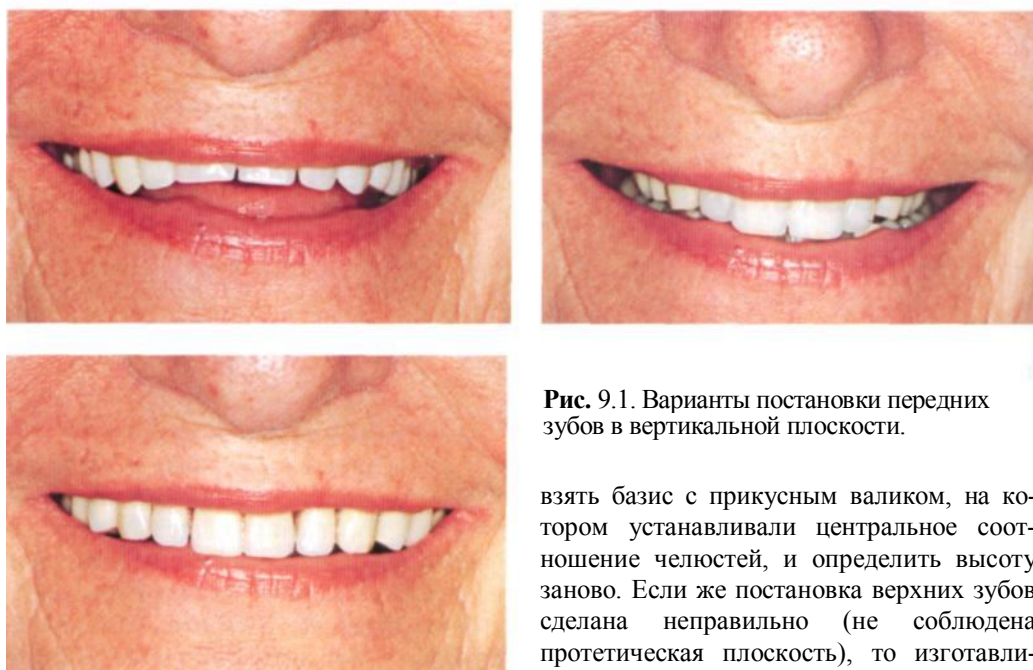 Рис. 9.1. Варианты постановки передних
зубов в вертикальной плоскости.
взять базис с прикусным валиком, на ко-
тором устанавливали центральное соот-
ношение челюстей, и определить высоту
заново. Если же постановка верхних зубов
сделана неправильно (не соблюдена
протетическая плоскость), то изготавли-